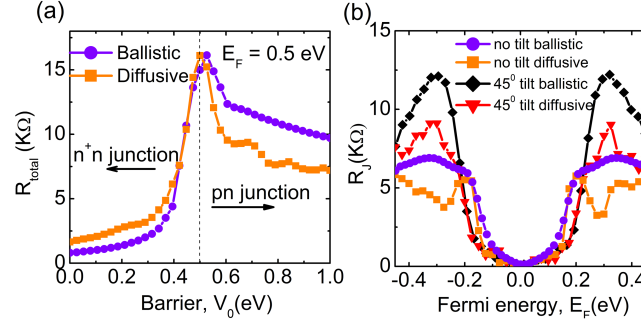 (a)
Ballistic
Diffusive
E_F = 0.5 eV
n⁺n junction
pn junction
R_total (KΩ)
15
10
5
0
0.0 0.2 0.4 0.6 0.8 1.0
Barrier, V_0(eV)
(b)
no tilt ballistic
no tilt diffusive
45⁰ tilt ballistic
45⁰ tilt diffusive
R_J(KΩ)
15
10
5
0
-0.4 -0.2 0.0 0.2 0.4
Fermi energy, E_F(eV)